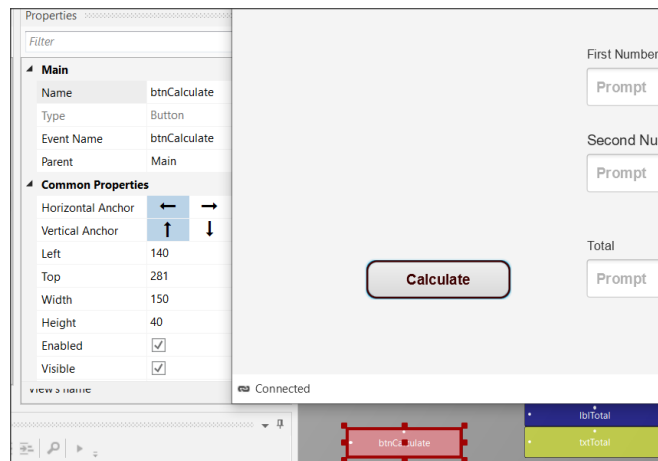 Properties
Filter
Main
Name btnCalculate
Type Button
Event Name btnCalculate
Parent Main
Common Properties
Horizontal Anchor
Vertical Anchor
Left 140
Top 281
Width 150
Height 40
Enabled
Visible
View's name
First Number
Prompt
Second Nu
Prompt
Total
Prompt
Calculate
Connected
btnCalculate
lblTotal
txtTotal